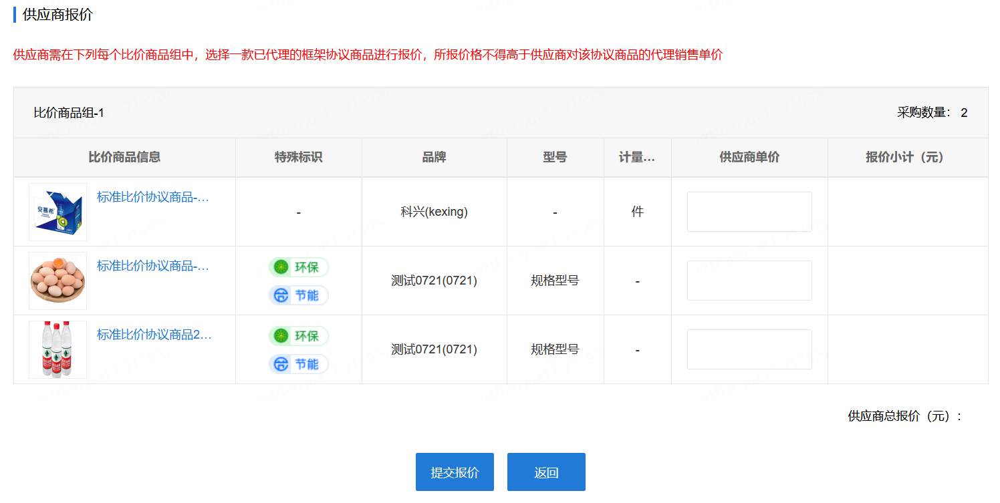 供应商报价
供应商需在下列每个比价商品组中，选择一款已代理的框架协议商品进行报价，所报价格不得高于供应商对该协议商品的代理销售单价
比价商品组-1 采购数量： 2
比价商品信息 特殊标识 品牌 型号 计量... 供应商单价 报价小计（元）
安慕希
标准比价协议商品-... - 科兴(kexing) - 件
标准比价协议商品-... 环保 节能 测试0721(0721) 规格型号 -
标准比价协议商品2... 环保 节能 测试0721(0721) 规格型号 -
供应商总报价（元）:
提交报价 返回